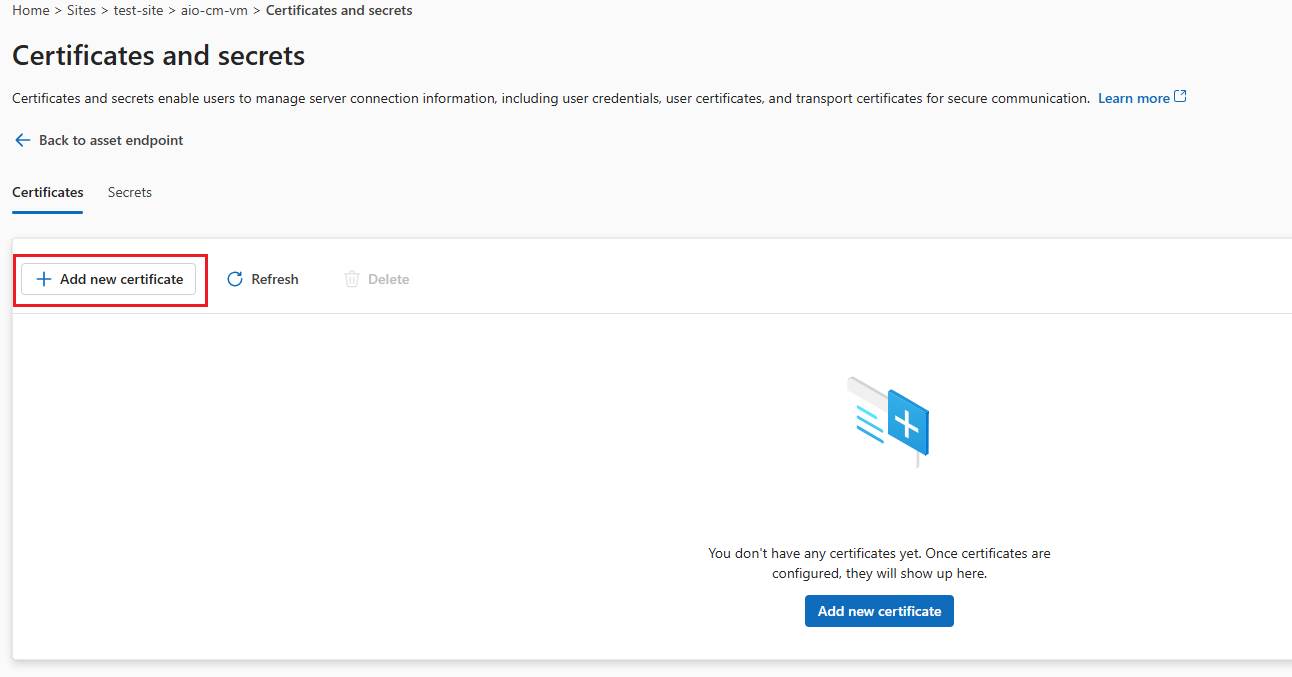 Home > Sites > test-site > aio-cm-vm > Certificates and secrets
Certificates and secrets
Certificates and secrets enable users to manage server connection information, including user credentials, user certificates, and transport certificates for secure communication. Learn more
Back to asset endpoint
Certificates Secrets
Add new certificate Refresh Delete
You don't have any certificates yet. Once certificates are
configured, they will show up here.
Add new certificate